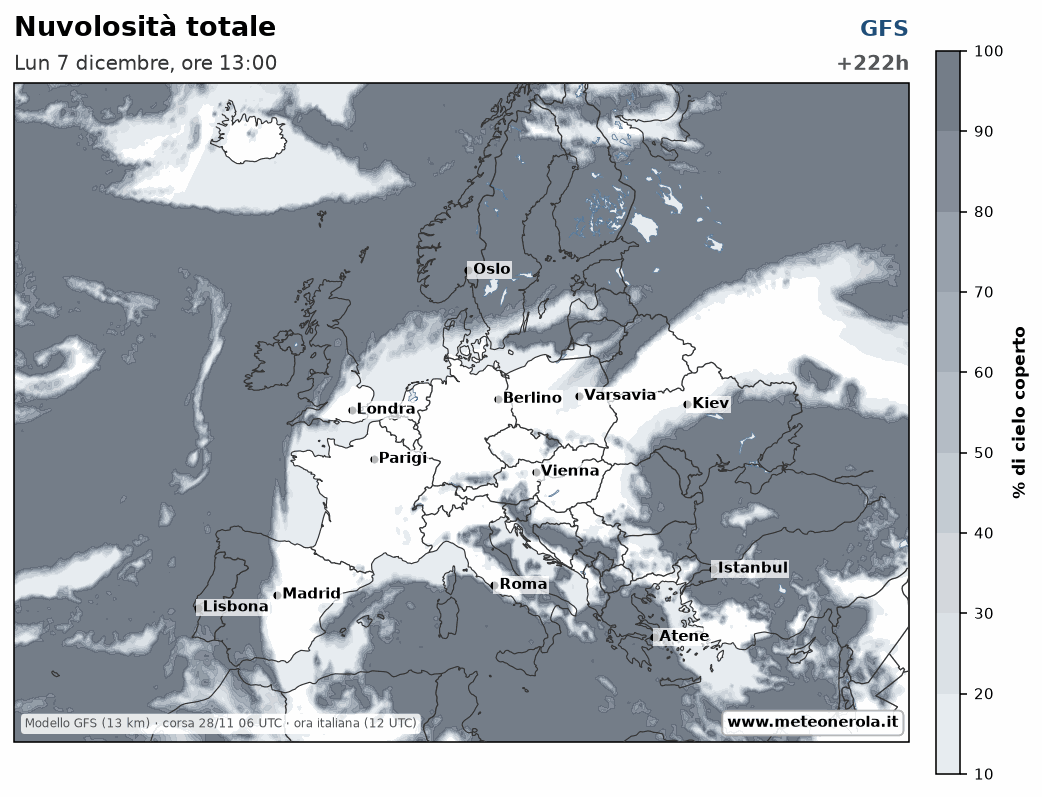 Nuvolosità totale
GFS
Lun 7 dicembre, ore 13:00
+222h
100
90
80
70
60
50
40
30
20
10
% di cielo coperto
Oslo
Londra
Berlino
Varsavia
Kiev
Parigi
Vienna
Istanbul
Roma
Madrid
Lisbona
Atene
Modello GFS (13 km) · corsa 28/11 06 UTC · ora italiana (12 UTC)
www.meteonerola.it